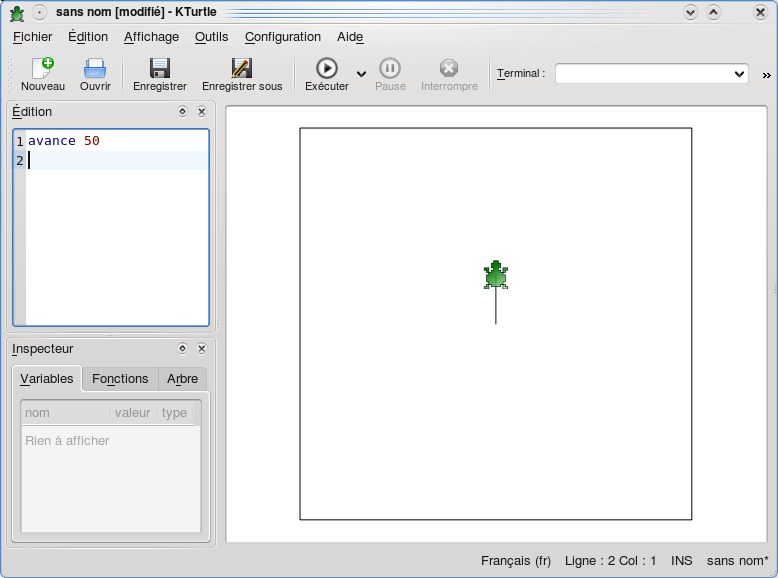 sans nom [modifié] - KTurtle
Fichier Édition Affichage Outils Configuration Aide
Nouveau Ouvrir Enregistrer Enregistrer sous Exécuter Pause Interrompre Terminal : »
Édition
1 avance 50
2
Inspecteur
Variables Fonctions Arbre
nom valeur type
Rien à afficher
Français (fr) Ligne : 2 Col : 1 INS sans nom*